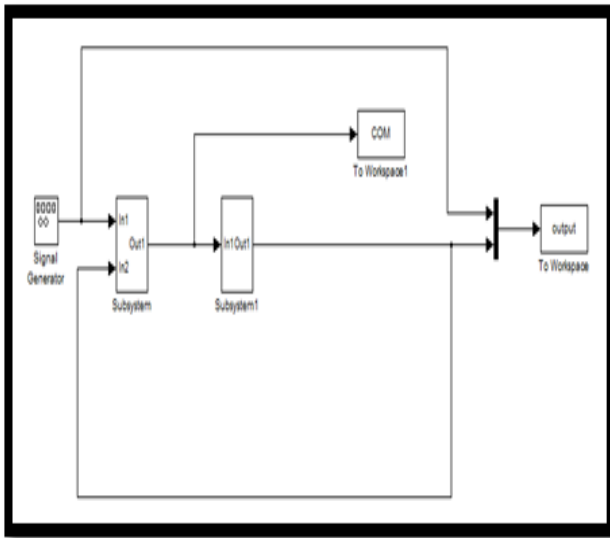 COM
To Workspace1
Signal
Generator
In1
In2
Out1
Subsystem
In1
Out1
Subsystem1
output
To Workspace